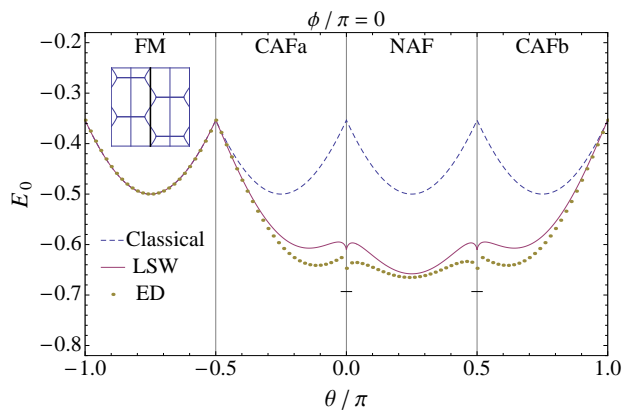 ϕ/π = 0
FM CAFa NAF CAFb
−0.2
−0.3
−0.4
−0.5
−0.6
−0.7
−0.8
E₀
Classical
LSW
ED
−1.0 −0.5 0.0 0.5 1.0
θ/π